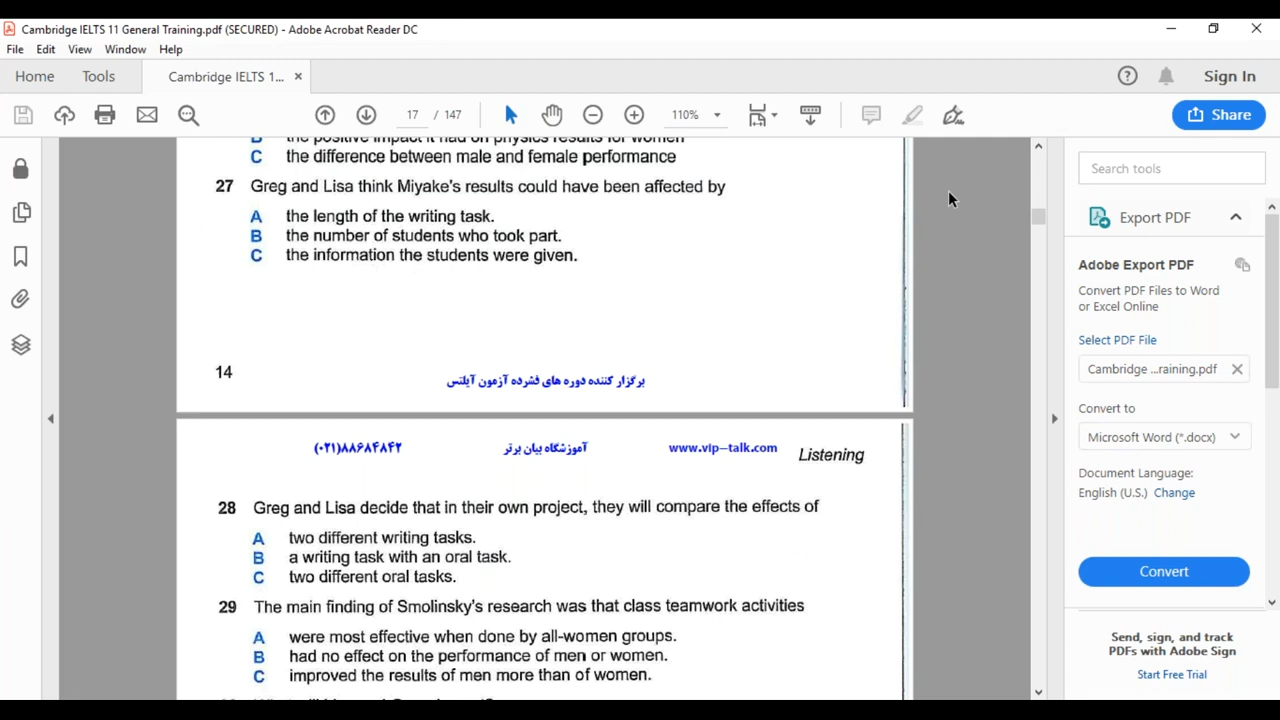 Cambridge IELTS 11 General Training.pdf (SECURED) - Adobe Acrobat Reader DC
File Edit View Window Help
Home Tools Cambridge IELTS 1... × Sign In
17 / 147 110% Share
B the positive impact it had on physics results for women
C the difference between male and female performance
27 Greg and Lisa think Miyake's results could have been affected by
A the length of the writing task.
B the number of students who took part.
C the information the students were given.
14
برگزار کننده دوره های فشرده آزمون آیلتس
(۰۲۱)۸۸۶۸۴۸۴۲ آموزشگاه بیان برتر www.vip-talk.com Listening
28 Greg and Lisa decide that in their own project, they will compare the effects of
A two different writing tasks.
B a writing task with an oral task.
C two different oral tasks.
29 The main finding of Smolinsky's research was that class teamwork activities
A were most effective when done by all-women groups.
B had no effect on the performance of men or women.
C improved the results of men more than of women.
Search tools
Export PDF
Adobe Export PDF
Convert PDF Files to Word
or Excel Online
Select PDF File
Cambridge ...raining.pdf
Convert to
Microsoft Word (*.docx)
Document Language:
English (U.S.) Change
Convert
Send, sign, and track
PDFs with Adobe Sign
Start Free Trial